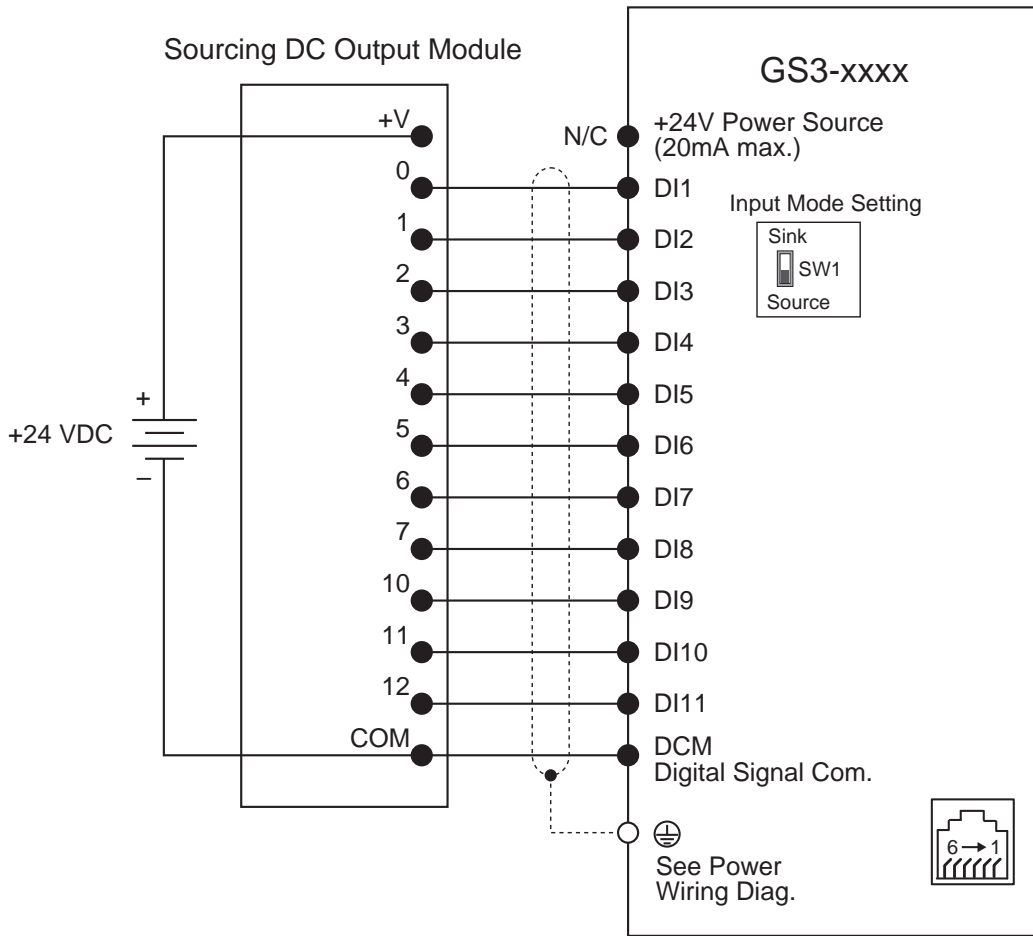 Sourcing DC Output Module
GS3-xxxx
+V
N/C
+24V Power Source
(20mA max.)
0
DI1
Input Mode Setting
Sink
SW1
Source
1
DI2
2
DI3
3
DI4
4
DI5
+
+24 VDC
–
5
DI6
6
DI7
7
DI8
10
DI9
11
DI10
12
DI11
COM
DCM
Digital Signal Com.
See Power
Wiring Diag.
6→1